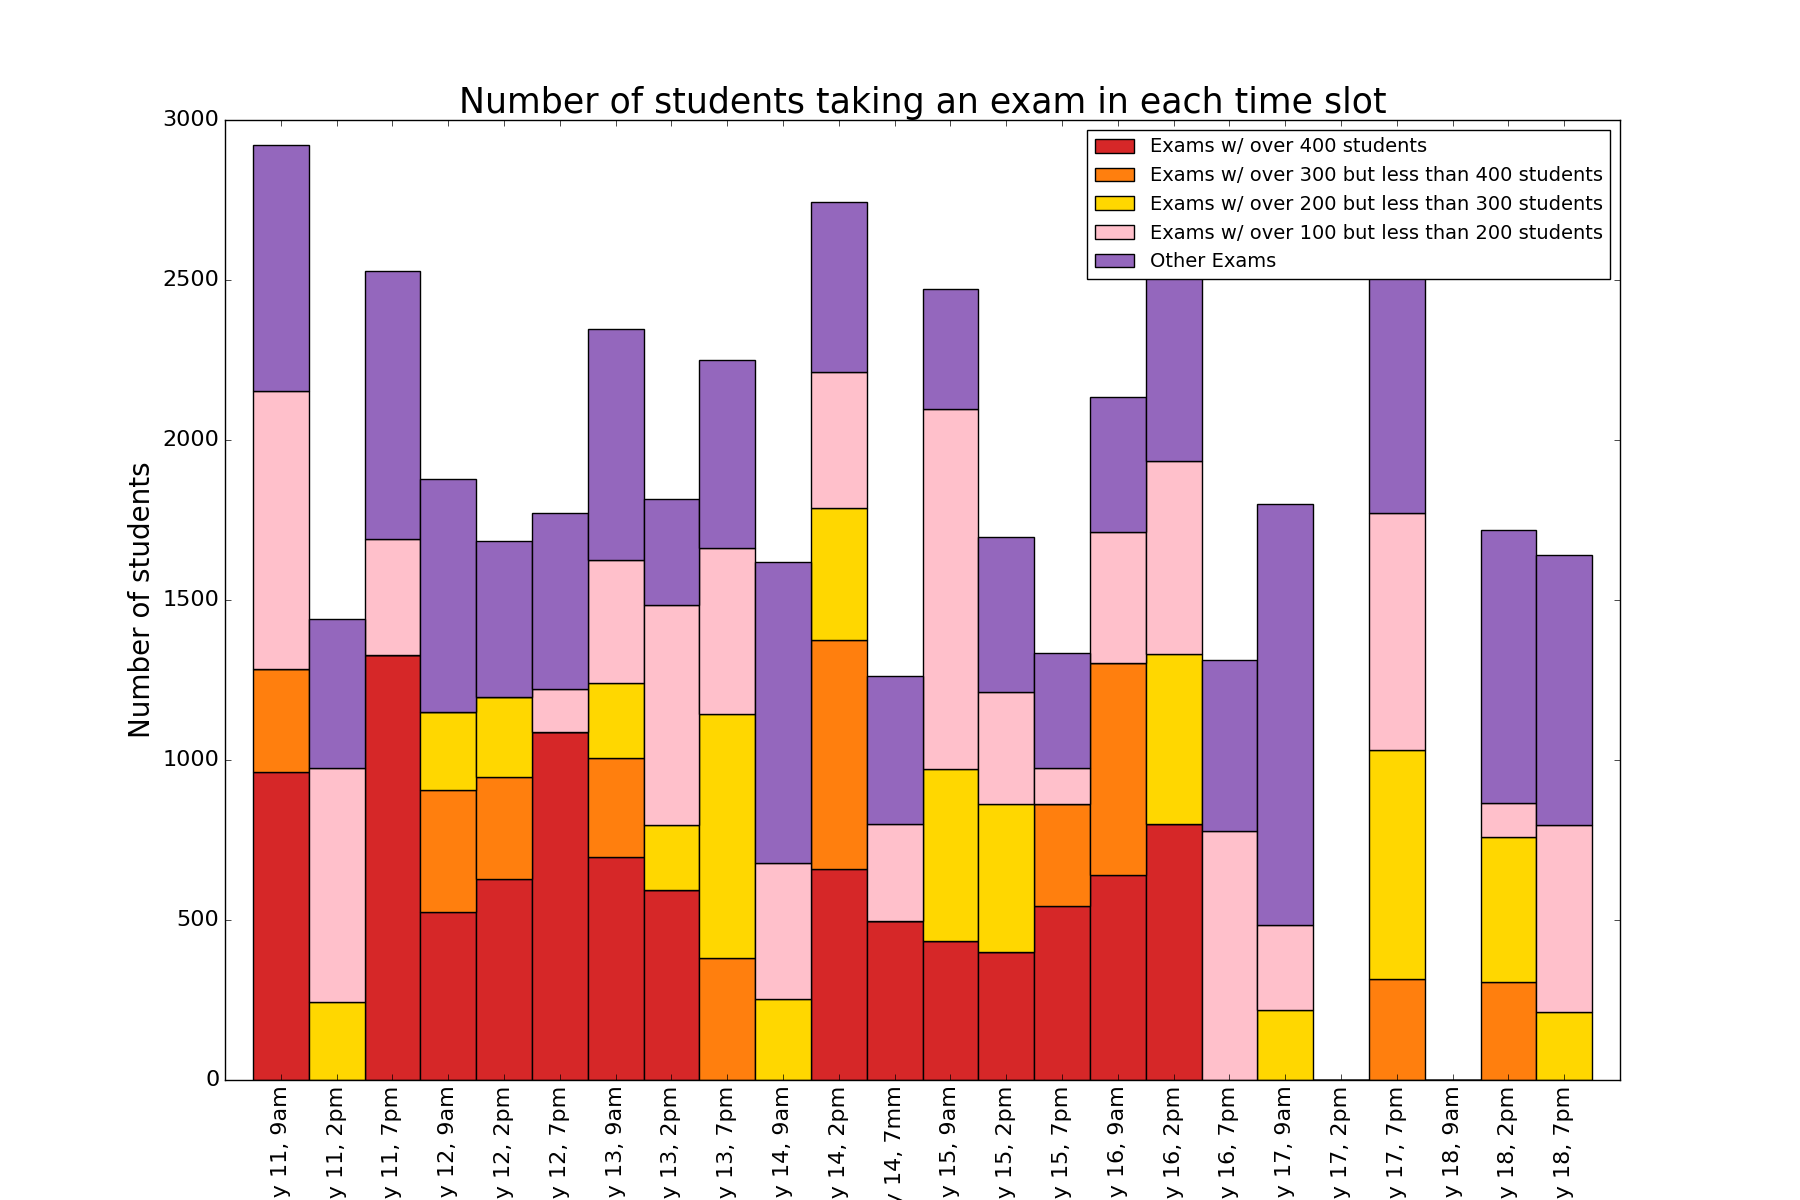 Number of students taking an exam in each time slot
Exams w/ over 400 students
Exams w/ over 300 but less than 400 students
Exams w/ over 200 but less than 300 students
Exams w/ over 100 but less than 200 students
Other Exams
Number of students
3000
2500
2000
1500
1000
500
0
y 11, 9am
y 11, 2pm
y 11, 7pm
y 12, 9am
y 12, 2pm
y 12, 7pm
y 13, 9am
y 13, 2pm
y 13, 7pm
y 14, 9am
y 14, 2pm
y 14, 7mm
y 15, 9am
y 15, 2pm
y 15, 7pm
y 16, 9am
y 16, 2pm
y 16, 7pm
y 17, 9am
y 17, 2pm
y 17, 7pm
y 18, 9am
y 18, 2pm
y 18, 7pm